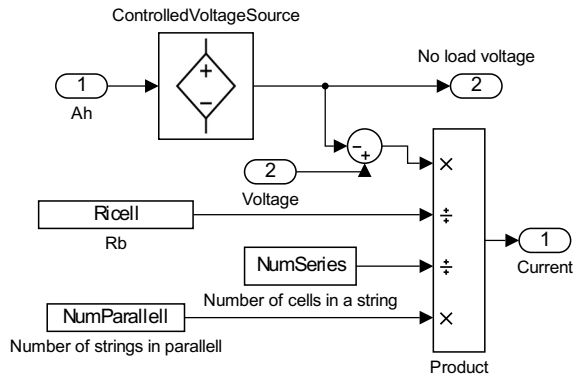 ControlledVoltageSource
No load voltage
1
2
Ah
2
Voltage
Ricell
Rb
NumSeries
Number of cells in a string
NumParallell
Number of strings in parallell
1
Current
Product